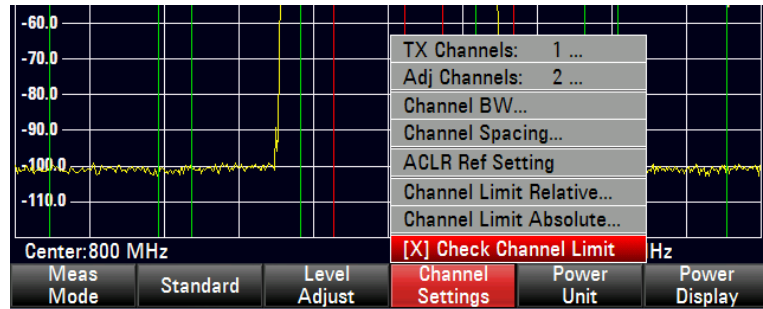 -60.0
-70.0
-80.0
-90.0
-100.0
-110.0
TX Channels: 1 ...
Adj Channels: 2 ...
Channel BW...
Channel Spacing...
ACLR Ref Setting
Channel Limit Relative...
Channel Limit Absolute...
[X] Check Channel Limit
Center:800 MHz
Hz
Meas Mode
Standard
Level Adjust
Channel Settings
Power Unit
Power Display